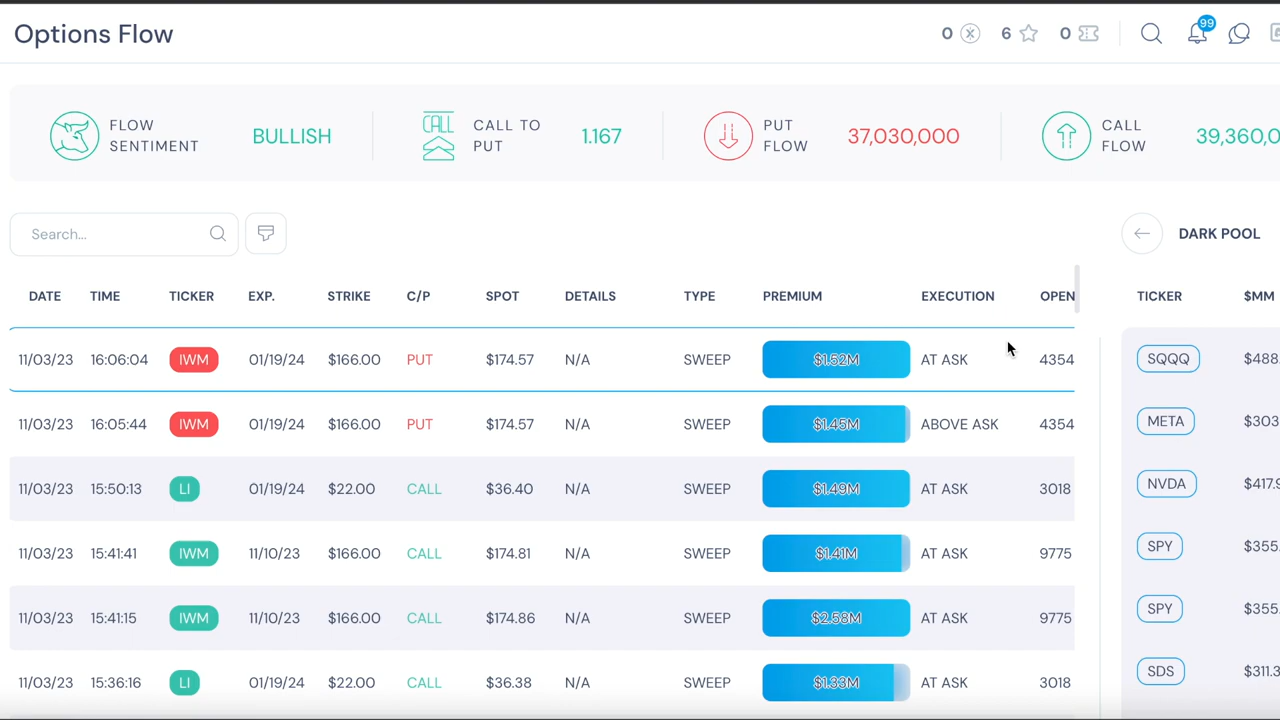 Options Flow
0
6
0
99
FLOW SENTIMENT
BULLISH
CALL
CALL TO PUT
1.167
PUT FLOW
37,030,000
CALL FLOW
39,360,0
Search...
DARK POOL
DATE TIME TICKER EXP. STRIKE C/P SPOT DETAILS TYPE PREMIUM EXECUTION OPEN
11/03/23 16:06:04 IWM 01/19/24 $166.00 PUT $174.57 N/A SWEEP $1.52M AT ASK 4354
11/03/23 16:05:44 IWM 01/19/24 $166.00 PUT $174.57 N/A SWEEP $1.45M ABOVE ASK 4354
11/03/23 15:50:13 LI 01/19/24 $22.00 CALL $36.40 N/A SWEEP $1.49M AT ASK 3018
11/03/23 15:41:41 IWM 11/10/23 $166.00 CALL $174.81 N/A SWEEP $1.41M AT ASK 9775
11/03/23 15:41:15 IWM 11/10/23 $166.00 CALL $174.86 N/A SWEEP $2.58M AT ASK 9775
11/03/23 15:36:16 LI 01/19/24 $22.00 CALL $36.38 N/A SWEEP $1.33M AT ASK 3018
TICKER $MM
SQQQ $488.
META $303
NVDA $417.9
SPY $355.
SPY $355.
SDS $311.3